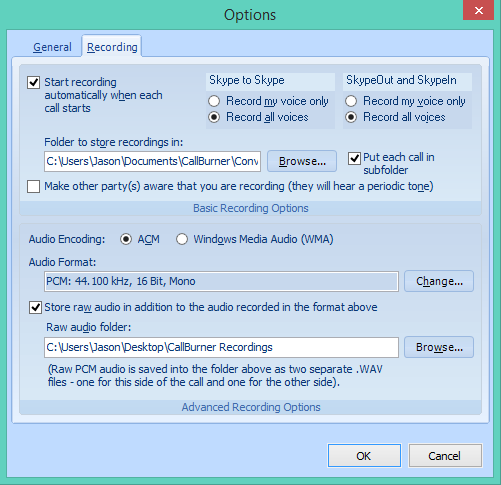 Options
General
Recording
Start recording
automatically when each
call starts
Skype to Skype
Record my voice only
Record all voices
SkypeOut and SkypeIn
Record my voice only
Record all voices
Folder to store recordings in:
C:\Users\Jason\Documents\CallBurner\Conv
Browse...
Put each call in
subfolder
Make other party(s) aware that you are recording (they will hear a periodic tone)
Basic Recording Options
Audio Encoding:
ACM
Windows Media Audio (WMA)
Audio Format:
PCM: 44.100 kHz, 16 Bit, Mono
Change...
Store raw audio in addition to the audio recorded in the format above
Raw audio folder:
C:\Users\Jason\Desktop\CallBurner Recordings
Browse...
(Raw PCM audio is saved into the folder above as two separate .WAV
files - one for this side of the call and one for the other side).
Advanced Recording Options
OK
Cancel